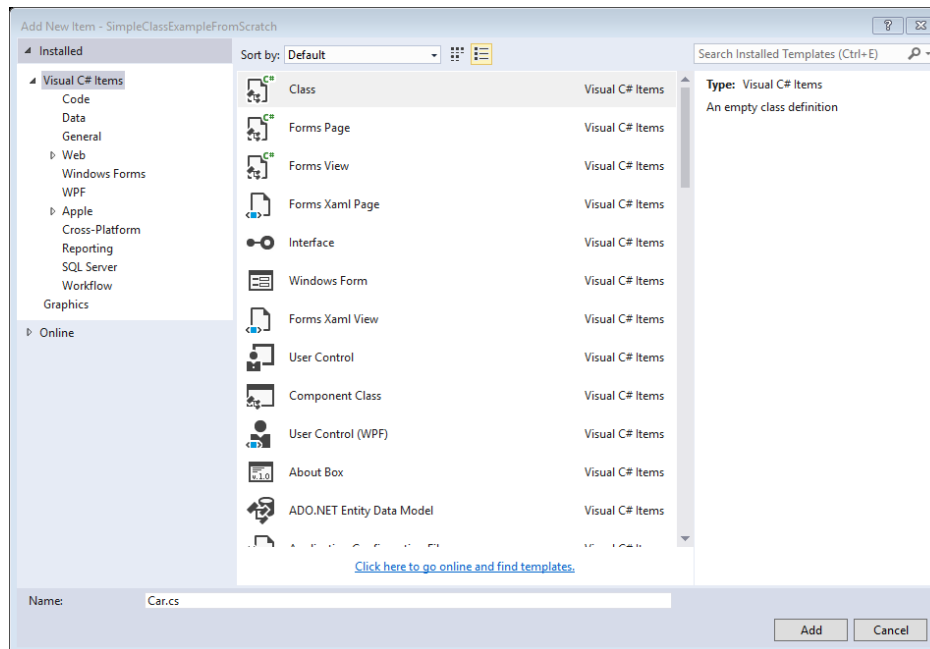 Add New Item - SimpleClassExampleFromScratch
Installed
Sort by: Default
Search Installed Templates (Ctrl+E)
Visual C# Items
Code
Data
General
Web
Windows Forms
WPF
Apple
Cross-Platform
Reporting
SQL Server
Workflow
Graphics
Online
C# Class Visual C# Items
C# Forms Page Visual C# Items
C# Forms View Visual C# Items
Forms Xaml Page Visual C# Items
Interface Visual C# Items
Windows Form Visual C# Items
Forms Xaml View Visual C# Items
User Control Visual C# Items
Component Class Visual C# Items
User Control (WPF) Visual C# Items
v.1.0 About Box Visual C# Items
ADO.NET Entity Data Model Visual C# Items
Click here to go online and find templates.
Type: Visual C# Items
An empty class definition
Name: Car.cs
Add Cancel